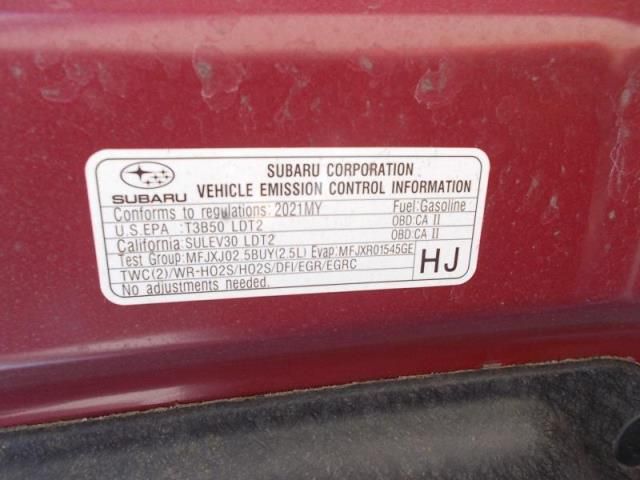 SUBARU CORPORATION
SUBARU VEHICLE EMISSION CONTROL INFORMATION
Conforms to regulations: 2021MY Fuel: Gasoline
U.S.EPA : T3B50 LDT2 OBD:CA II
California: SULEV30 LDT2 OBD:CA II
Test Group: MFJXJ02.5BUY(2.5L) Evap: MFJXR01545GE
TWC(2)/WR-HO2S/HO2S/DFI/EGR/EGRC
No adjustments needed.
HJ